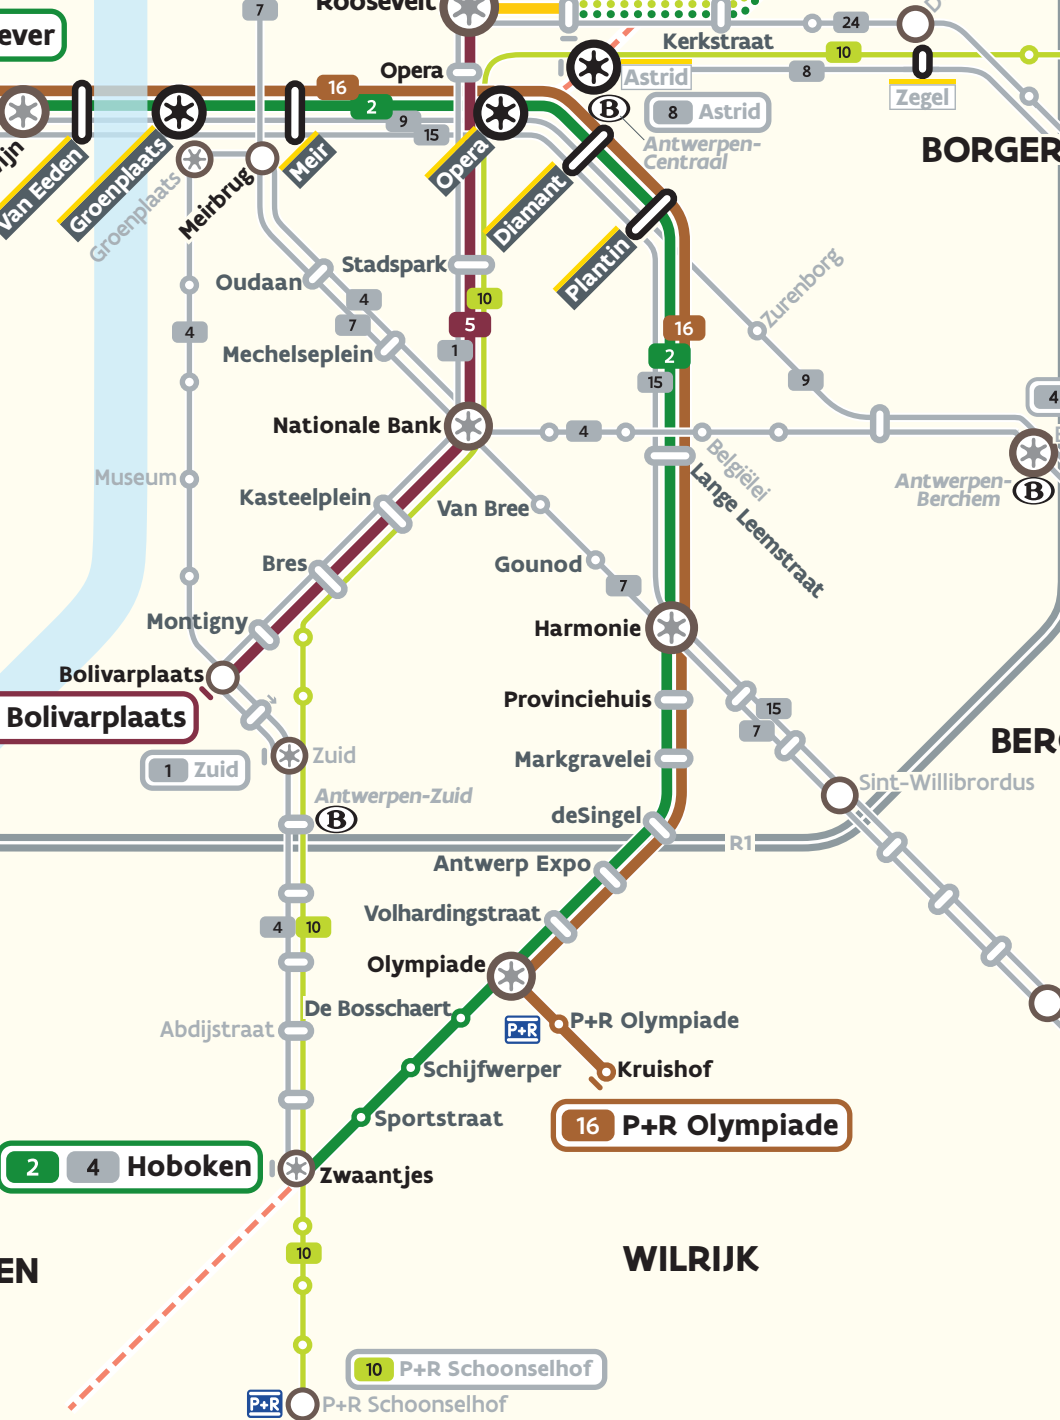 7
Roosevelt
24
ever
Kerkstraat
10
Opera
Astrid
8
16
Zegel
2
B
8 Astrid
9
15
Antwerpen-
Centraal
BORGER
ijn
Van Eeden
Groenplaats
Groenplaats
Meirbrug
Meir
Opera
Diamant
Plantin
Stadspark
Oudaan
4
10
Zurenborg
7
5
16
4
Mechelseplein
1
2
15
9
4
Nationale Bank
4
Belgiëlei
Lange Leemstraat
Museum
Antwerpen-
Berchem
B
Kasteelplein
Van Bree
Bres
Gounod
7
Montigny
Harmonie
Bolivarplaats
Provinciehuis
Bolivarplaats
15
7
BER
Markgravelei
Zuid
1 Zuid
Sint-Willibrordus
Antwerpen-Zuid
B
deSingel
R1
Antwerp Expo
Volhardingstraat
4 10
Olympiade
De Bosschaert
P+R
P+R Olympiade
Abdijstraat
Schijfwerper
Kruishof
Sportstraat
16 P+R Olympiade
2 4 Hoboken
Zwaantjes
10
WILRIJK
EN
10 P+R Schoonselhof
P+R
P+R Schoonselhof